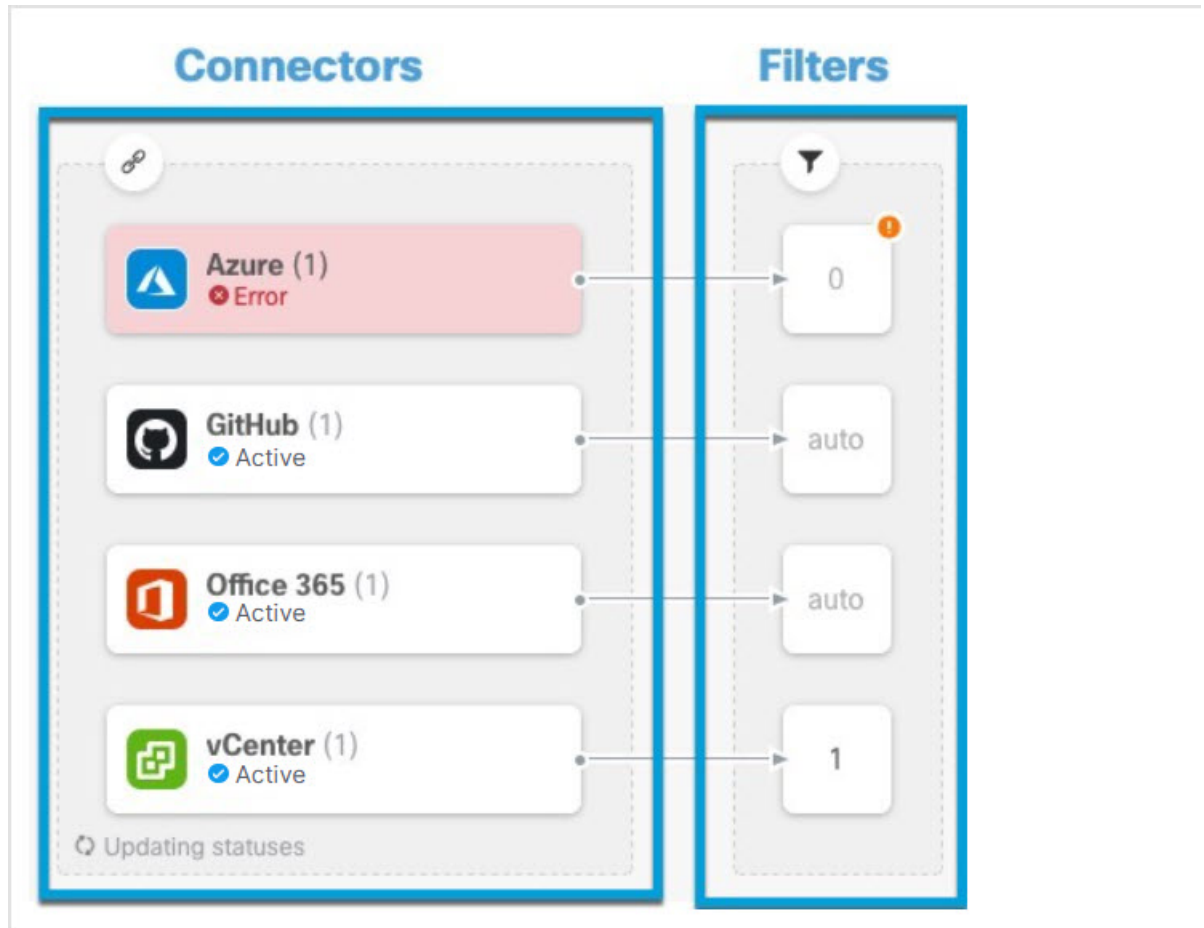 Connectors
Filters
Azure (1)
Error
0
GitHub (1)
Active
auto
Office 365 (1)
Active
auto
vCenter (1)
Active
1
Updating statuses